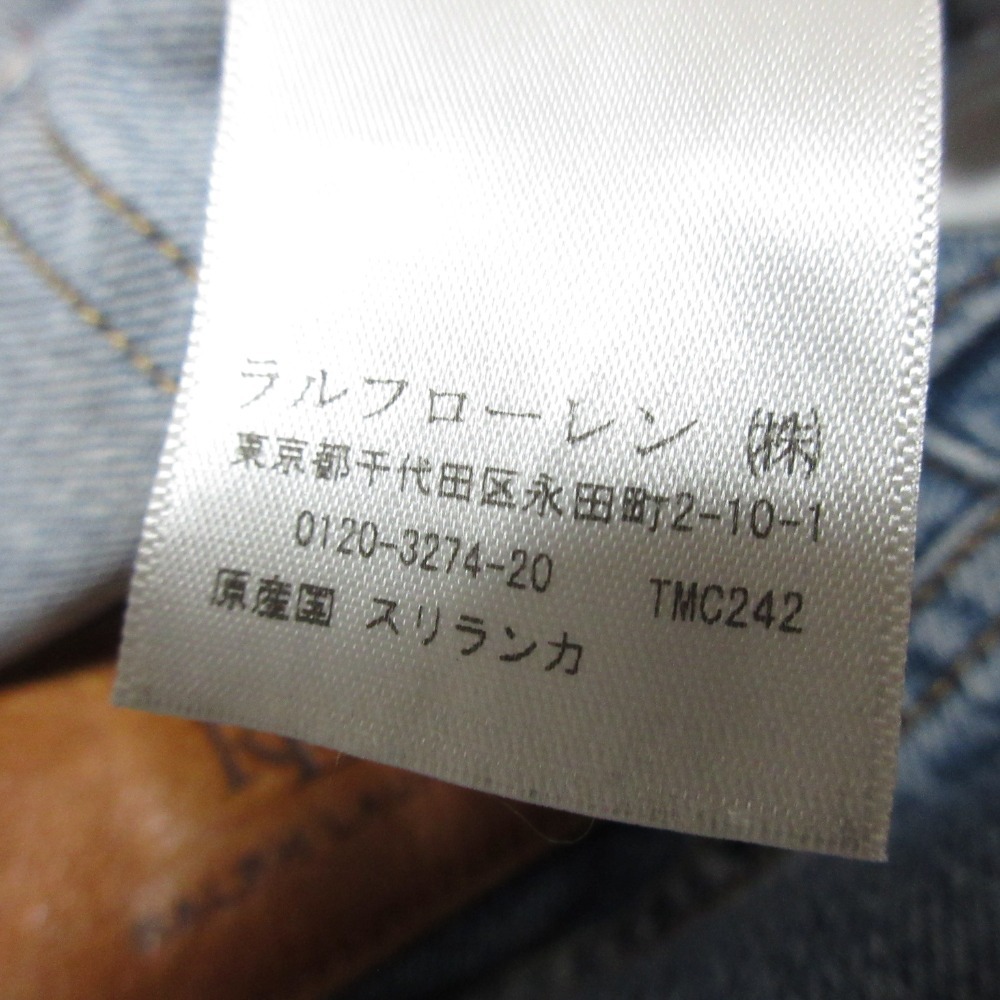 ラルフローレン ㈱
東京都千代田区永田町2-10-1
0120-3274-20 TMC242
原産国 スリランカ